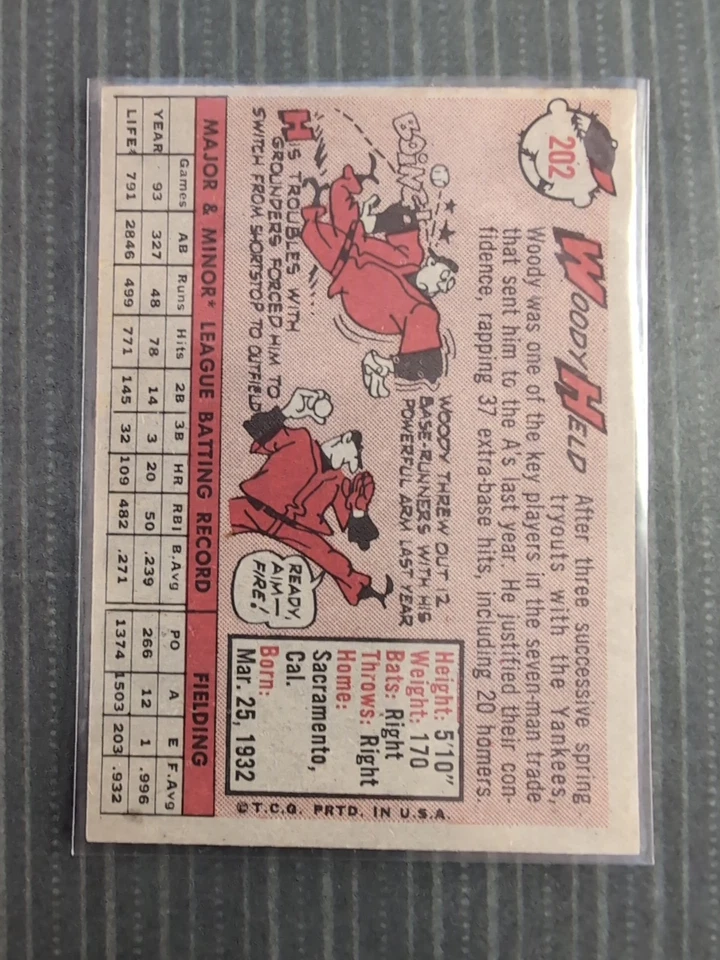 202
WOODY HELD After three successive spring
tryouts with the Yankees,
Woody was one of the key players in the seven-man trade
that sent him to the A's last year. He justified their con-
fidence, rapping 37 extra-base hits, including 20 homers.
BOING!
HIS TROUBLES WITH
GROUNDERS FORCED HIM TO
SWITCH FROM SHORTSTOP TO OUTFIELD
WOODY THREW OUT 12
BASE-RUNNERS WITH HIS
POWERFUL ARM LAST YEAR
READY,
AIM—
FIRE!
Height: 5'10"
Weight: 170
Bats: Right
Throws: Right
Home:
Sacramento,
Cal.
Born:
Mar. 25, 1932
©T.C.G. PRTD. IN U.S.A.
MAJOR & MINOR* LEAGUE BATTING RECORD FIELDING
Games AB Runs Hits 2B 3B HR RBI B.Avg PO A E F.Avg
YEAR 93 327 48 78 14 3 20 50 .239 266 12 1 .996
LIFE 791 2846 499 771 145 32 109 482 .271 1374 1503 203 .932